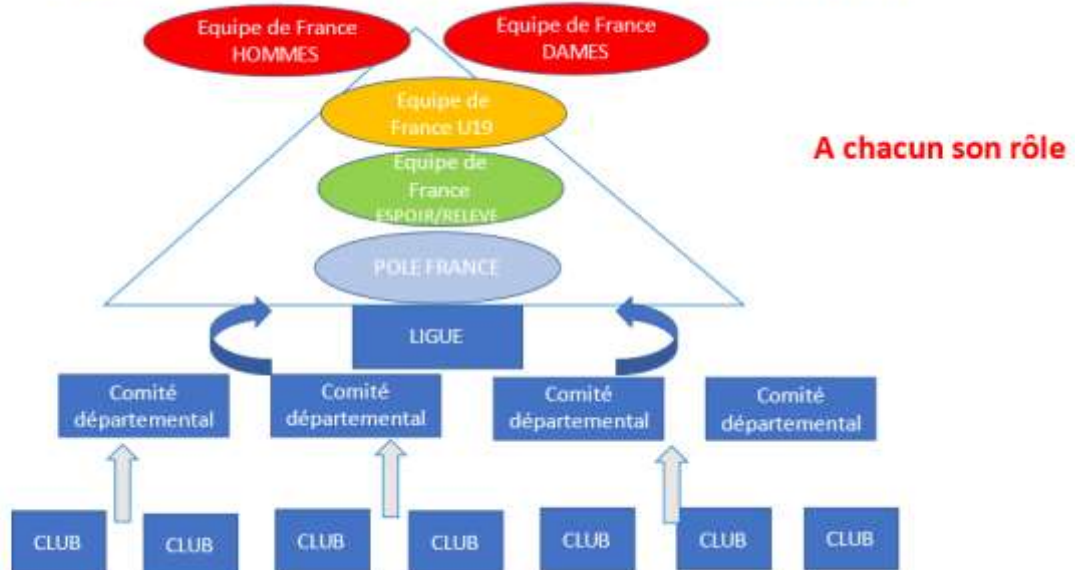 Equipe de France
HOMMES
Equipe de France
DAMES
Equipe de
France U19
A chacun son rôle
Equipe de
France
ESPOIR/RELEVE
POLE FRANCE
LIGUE
Comité
départemental
Comité
départemental
Comité
départemental
Comité
départemental
CLUB
CLUB
CLUB
CLUB
CLUB
CLUB
CLUB